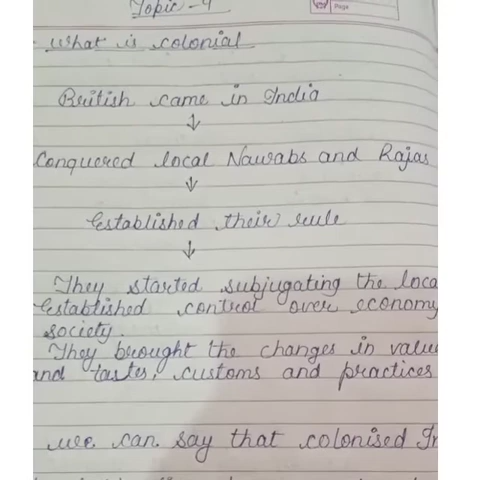 Topic - 4
Page
what is colonial
British came in India
↓
Conquered local Nawabs and Rajas
↓
Established their rule
↓
They started subjugating the loca
Established control over economy
society.
They brought the changes in value
and tastes, customs and practices
we can say that colonised In